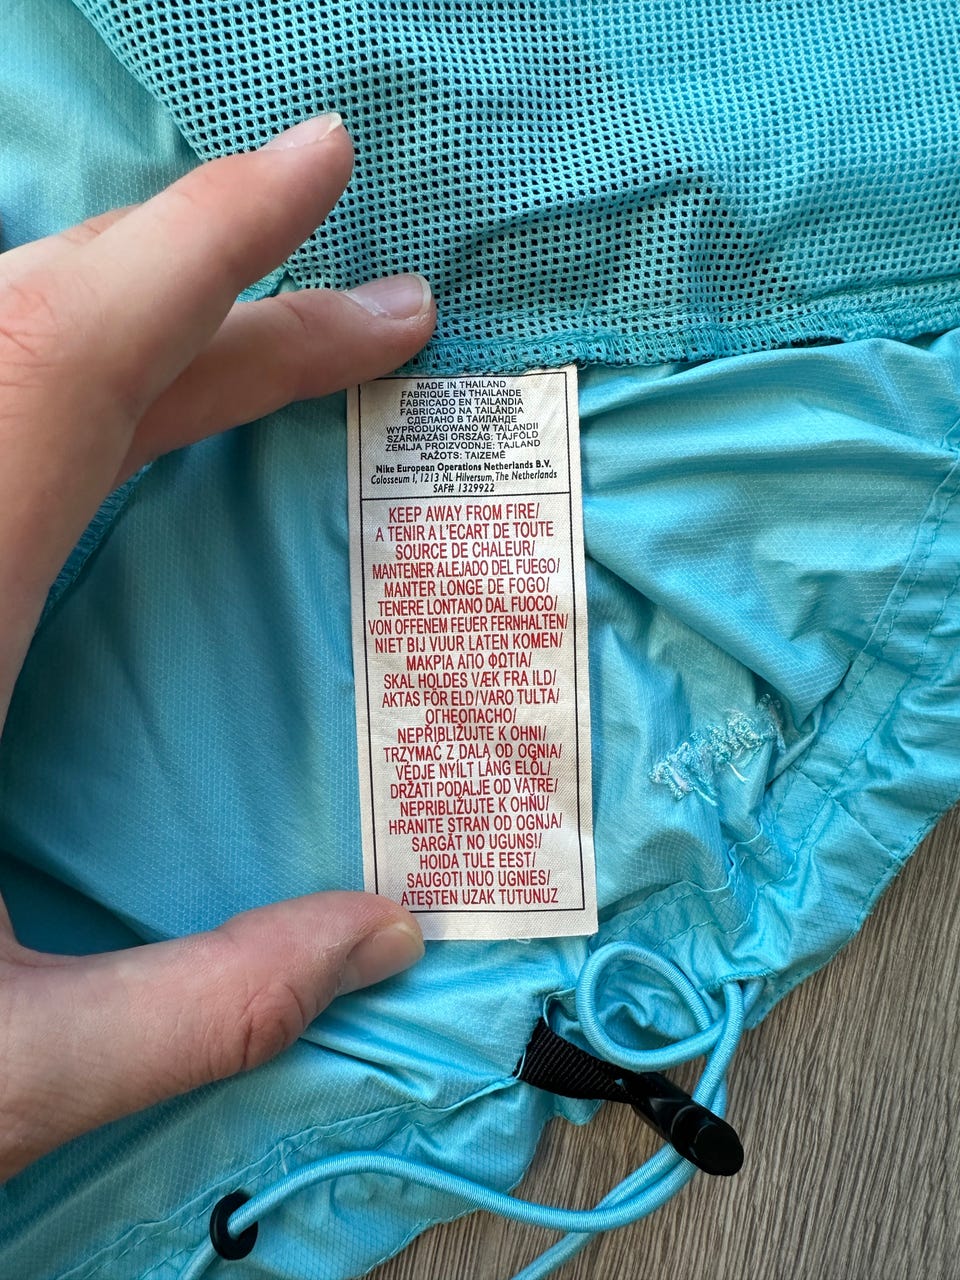 MADE IN THAILAND
FABRIQUE EN THAILANDE
FABRICADO EN TAILANDIA
FABRICADO NA TAILÂNDIA
СДЕЛАНО В ТАИЛАНДЕ
WYPRODUKOWANO W TAJLANDII
SZÁRMAZÁSI ORSZÁG: TÁJFÖLD
ZEMLJA PROIZVODNJE: TAJLAND
RAŽOTS: TAIZEMĒ
Nike European Operations Netherlands B.V.
Colosseum 1, 1213 NL Hilversum, The Netherlands
SAF# 1329922
KEEP AWAY FROM FIRE/
A TENIR A L'ECART DE TOUTE
SOURCE DE CHALEUR/
MANTENER ALEJADO DEL FUEGO/
MANTER LONGE DE FOGO/
TENERE LONTANO DAL FUOCO/
VON OFFENEM FEUER FERNHALTEN/
NIET BIJ VUUR LATEN KOMEN/
ΜΑΚΡΙΑ ΑΠΟ ΦΩΤΙΑ/
SKAL HOLDES VÆK FRA ILD/
AKTAS FÖR ELD/VARO TULTA/
ОГНЕОПАСНО/
NEPŘIBLIŽUJTE K OHNI/
TRZYMAĆ Z DALA OD OGNIA/
VÉDJE NYÍLT LÁNG ELŐL/
DRŽATI PODALJE OD VATRE/
NEPRIBLIŽUJTE K OHŇU/
HRANITE STRAN OD OGNJA/
SARGĀT NO UGUNS!/
HOIDA TULE EEST/
SAUGOTI NUO UGNIES/
ATEŞTEN UZAK TUTUNUZ